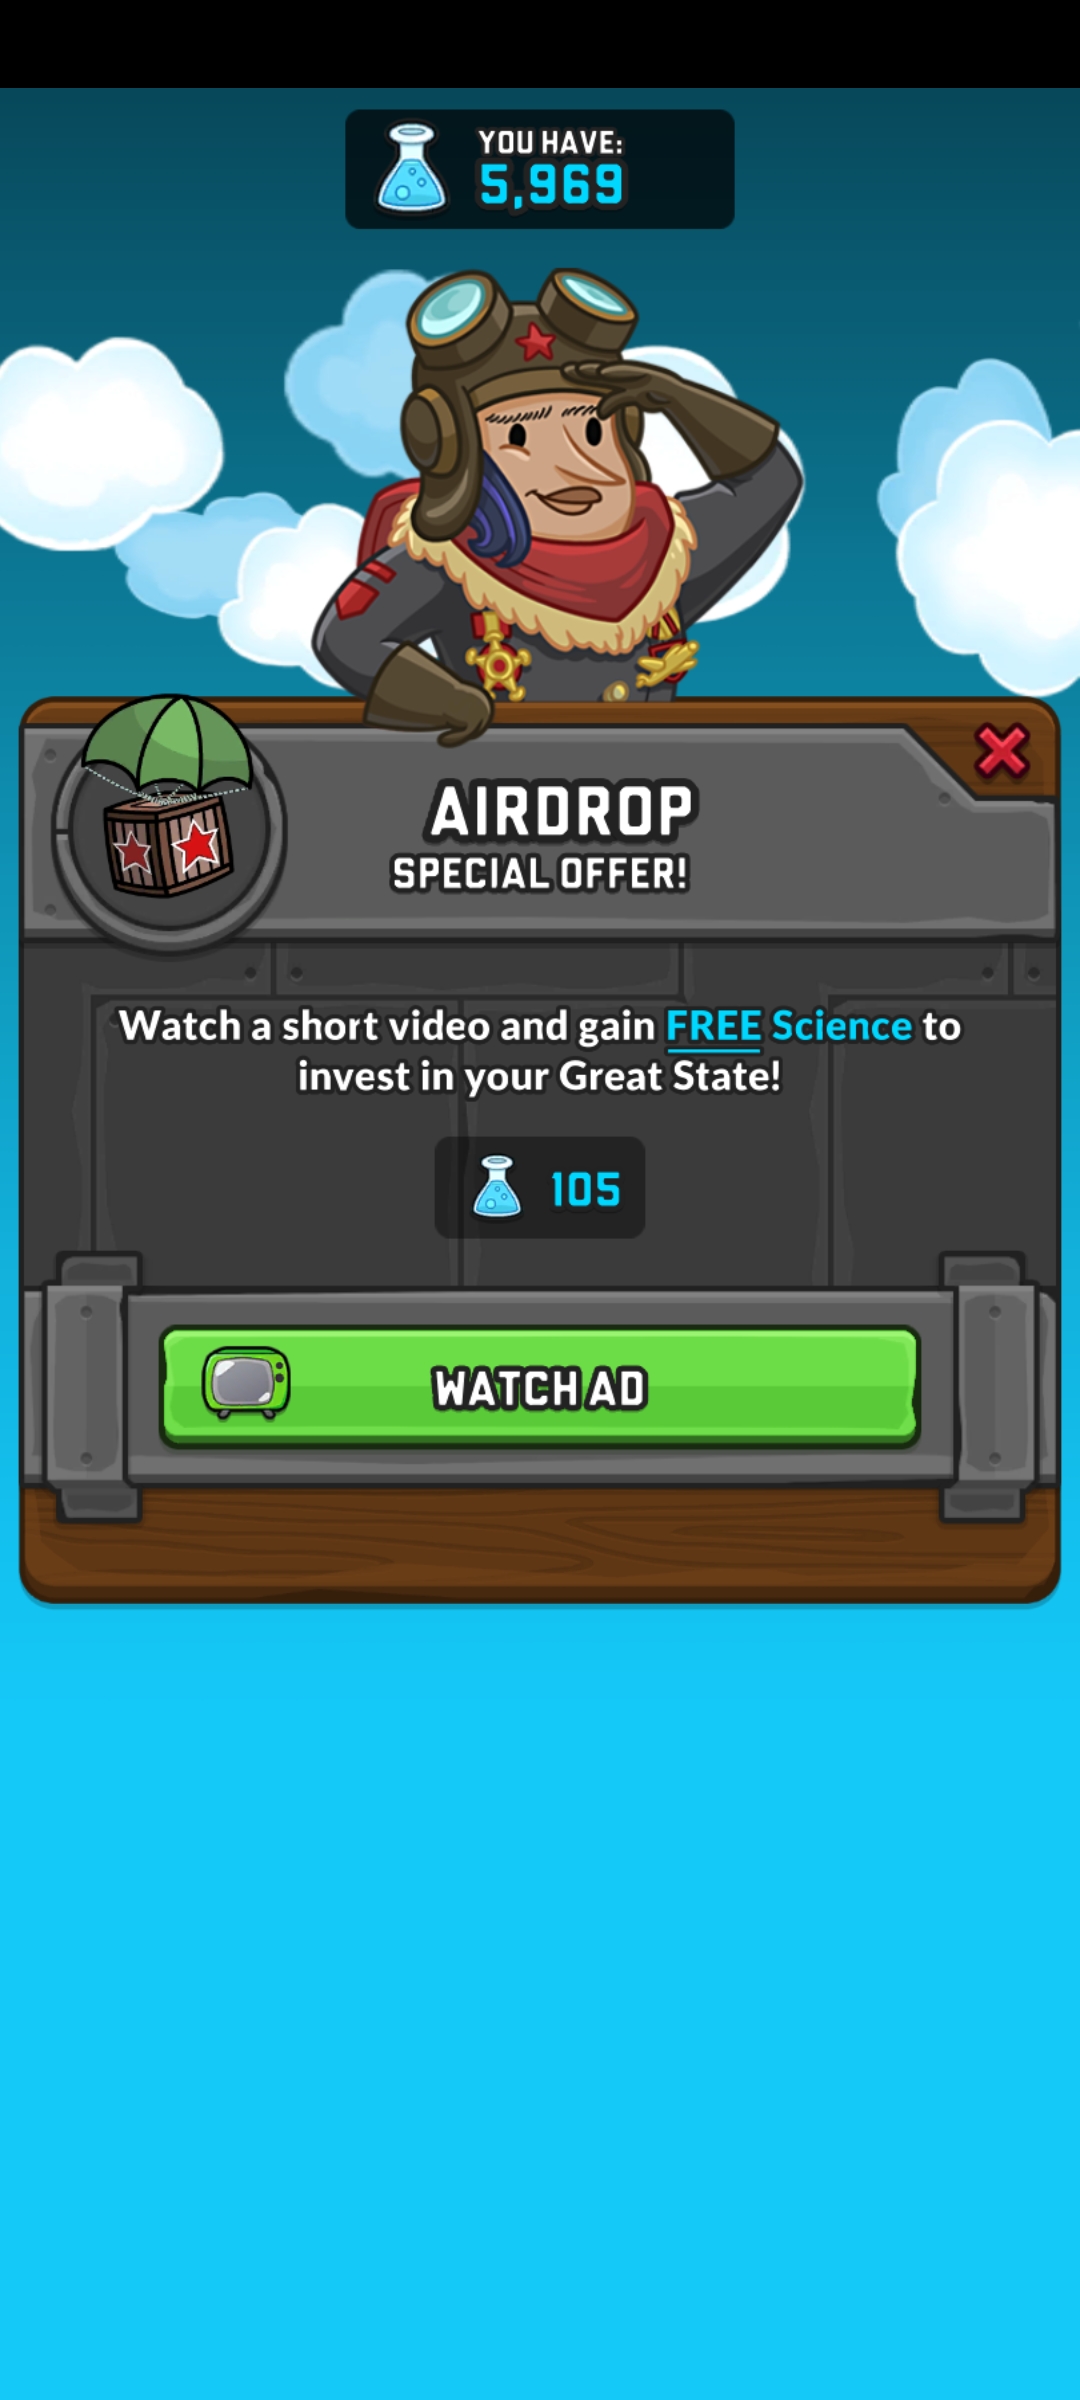 YOU HAVE:
5,969
AIRDROP
SPECIAL OFFER!
Watch a short video and gain FREE Science to
invest in your Great State!
105
WATCH AD